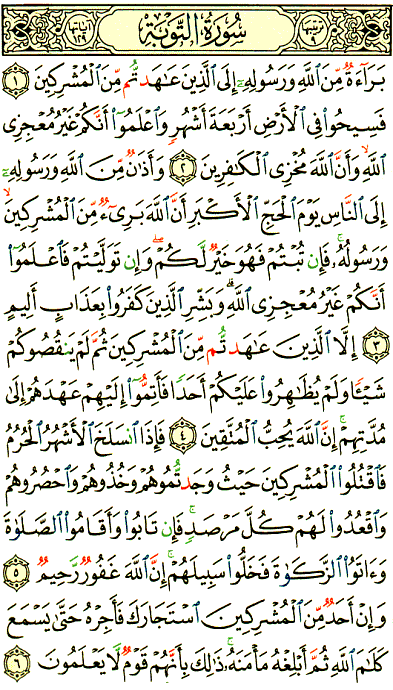 ترتيبها ٩ سُورَةُ التَّوْبَةِ آياتها ١٢٩
بَرَآءَةٌ مِّنَ ٱللَّهِ وَرَسُولِهِۦٓ إِلَى ٱلَّذِينَ عَٰهَدتُّم مِّنَ ٱلْمُشْرِكِينَ ١
فَسِيحُوا۟ فِى ٱلْأَرْضِ أَرْبَعَةَ أَشْهُرٍ وَٱعْلَمُوٓا۟ أَنَّكُمْ غَيْرُ مُعْجِزِى
ٱللَّهِ ۙ وَأَنَّ ٱللَّهَ مُخْزِى ٱلْكَٰفِرِينَ ٢ وَأَذَٰنٌ مِّنَ ٱللَّهِ وَرَسُولِهِۦٓ
إِلَى ٱلنَّاسِ يَوْمَ ٱلْحَجِّ ٱلْأَكْبَرِ أَنَّ ٱللَّهَ بَرِىٓءٌ مِّنَ ٱلْمُشْرِكِينَ ۙ
وَرَسُولُهُۥ ۚ فَإِن تُبْتُمْ فَهُوَ خَيْرٌ لَّكُمْ ۖ وَإِن تَوَلَّيْتُمْ فَٱعْلَمُوٓا۟
أَنَّكُمْ غَيْرُ مُعْجِزِى ٱللَّهِ ۗ وَبَشِّرِ ٱلَّذِينَ كَفَرُوا۟ بِعَذَابٍ أَلِيمٍ
٣ إِلَّا ٱلَّذِينَ عَٰهَدتُّم مِّنَ ٱلْمُشْرِكِينَ ثُمَّ لَمْ يَنقُصُوكُمْ
شَيْـًٔا وَلَمْ يُظَٰهِرُوا۟ عَلَيْكُمْ أَحَدًا فَأَتِمُّوٓا۟ إِلَيْهِمْ عَهْدَهُمْ إِلَىٰ
مُدَّتِهِمْ ۚ إِنَّ ٱللَّهَ يُحِبُّ ٱلْمُتَّقِينَ ٤ فَإِذَا ٱنسَلَخَ ٱلْأَشْهُرُ ٱلْحُرُمُ
فَٱقْتُلُوا۟ ٱلْمُشْرِكِينَ حَيْثُ وَجَدتُّمُوهُمْ وَخُذُوهُمْ وَٱحْصُرُوهُمْ
وَٱقْعُدُوا۟ لَهُمْ كُلَّ مَرْصَدٍ ۚ فَإِن تَابُوا۟ وَأَقَامُوا۟ ٱلصَّلَوٰةَ
وَءَاتَوُا۟ ٱلزَّكَوٰةَ فَخَلُّوا۟ سَبِيلَهُمْ ۚ إِنَّ ٱللَّهَ غَفُورٌ رَّحِيمٌ ٥
وَإِنْ أَحَدٌ مِّنَ ٱلْمُشْرِكِينَ ٱسْتَجَارَكَ فَأَجِرْهُ حَتَّىٰ يَسْمَعَ
كَلَٰمَ ٱللَّهِ ثُمَّ أَبْلِغْهُ مَأْمَنَهُۥ ۚ ذَٰلِكَ بِأَنَّهُمْ قَوْمٌ لَّا يَعْلَمُونَ ٦